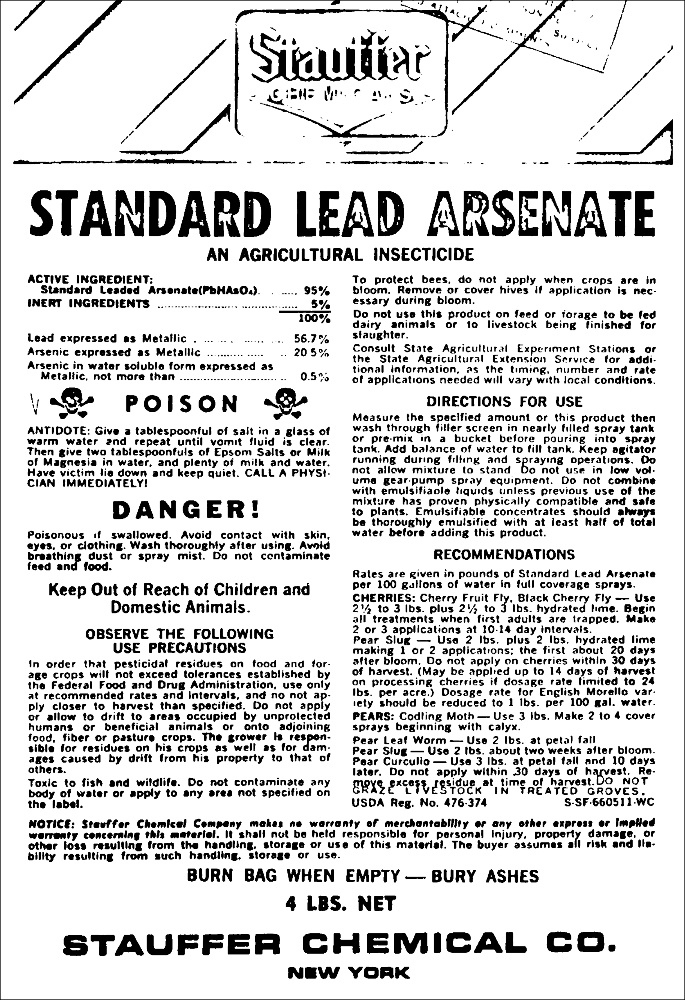 Stauffer
CHEMICALS
STANDARD LEAD ARSENATE
AN AGRICULTURAL INSECTICIDE
ACTIVE INGREDIENT:
Standard Leaded Arsenate(PbHAsO₄). . ..... 95%
INERT INGREDIENTS ........................................ 5%
100%
Lead expressed as Metallic . ... ... . ...... .... 56.7%
Arsenic expressed as Metallic ............ ..... .. 20 5%
Arsenic in water soluble form expressed as
Metallic, not more than ............................ .. 0.5%
POISON
ANTIDOTE: Give a tablespoonful of salt in a glass of
warm water and repeat until vomit fluid is clear.
Then give two tablespoonfuls of Epsom Salts or Milk
of Magnesia in water, and plenty of milk and water.
Have victim lie down and keep quiet. CALL A PHYSI-
CIAN IMMEDIATELY!
DANGER!
Poisonous if swallowed. Avoid contact with skin,
eyes, or clothing. Wash thoroughly after using. Avoid
breathing dust or spray mist. Do not contaminate
feed and food.
Keep Out of Reach of Children and
Domestic Animals.
OBSERVE THE FOLLOWING
USE PRECAUTIONS
In order that pesticidal residues on food and for-
age crops will not exceed tolerances established by
the Federal Food and Drug Administration, use only
at recommended rates and intervals, and no not ap-
ply closer to harvest than specified. Do not apply
or allow to drift to areas occupied by unprotected
humans or beneficial animals or onto adjoining
food, fiber or pasture crops. The grower is respon-
sible for residues on his crops as well as for dam-
ages caused by drift from his property to that of
others.
Toxic to fish and wildlife. Do not contaminate any
body of water or apply to any area not specified on
the label.
To protect bees, do not apply when crops are in
bloom. Remove or cover hives if application is nec-
essary during bloom.
Do not use this product on feed or forage to be fed
dairy animals or to livestock being finished for
slaughter.
Consult State Agricultural Experiment Stations or
the State Agricultural Extension Service for addi-
tional information, as the timing, number and rate
of applications needed will vary with local conditions.
DIRECTIONS FOR USE
Measure the specified amount or this product then
wash through filler screen in nearly filled spray tank
or pre-mix in a bucket before pouring into spray
tank. Add balance of water to fill tank. Keep agitator
running during filling and spraying operations. Do
not allow mixture to stand Do not use in low vol-
ume gear-pump spray equipment. Do not combine
with emulsifiable liquids unless previous use of the
mixture has proven physically compatible and safe
to plants. Emulsifiable concentrates should always
be thoroughly emulsified with at least half of total
water before adding this product.
RECOMMENDATIONS
Rates are given in pounds of Standard Lead Arsenate
per 100 gallons of water in full coverage sprays.
CHERRIES: Cherry Fruit Fly, Black Cherry Fly — Use
2½ to 3 lbs. plus 2½ to 3 lbs. hydrated lime. Begin
all treatments when first adults are trapped. Make
2 or 3 applications at 10-14 day intervals.
Pear Slug — Use 2 lbs. plus 2 lbs. hydrated lime
making 1 or 2 applications; the first about 20 days
after bloom. Do not apply on cherries within 30 days
of harvest. (May be applied up to 14 days of harvest
on processing cherries if dosage rate limited to 24
lbs. per acre.) Dosage rate for English Morello var-
iety should be reduced to 1 lbs. per 100 gal. water.
PEARS: Codling Moth — Use 3 lbs. Make 2 to 4 cover
sprays beginning with calyx.
Pear Leaf Worm — Use 2 lbs. at petal fall
Pear Slug — Use 2 lbs. about two weeks after bloom.
Pear Curculio — Use 3 lbs. at petal fall and 10 days
later. Do not apply within 30 days of harvest. Re-
move excess residue at time of harvest. DO NOT
GRAZE LIVESTOCK IN TREATED GROVES.
USDA Reg. No. 476-374 S-SF-660511-WC
NOTICE: Stauffer Chemical Company makes no warranty of merchantability or any other express or implied
warranty concerning this material. It shall not be held responsible for personal injury, property damage, or
other loss resulting from the handling, storage or use of this material. The buyer assumes all risk and lia-
bility resulting from such handling, storage or use.
BURN BAG WHEN EMPTY — BURY ASHES
4 LBS. NET
STAUFFER CHEMICAL CO.
NEW YORK